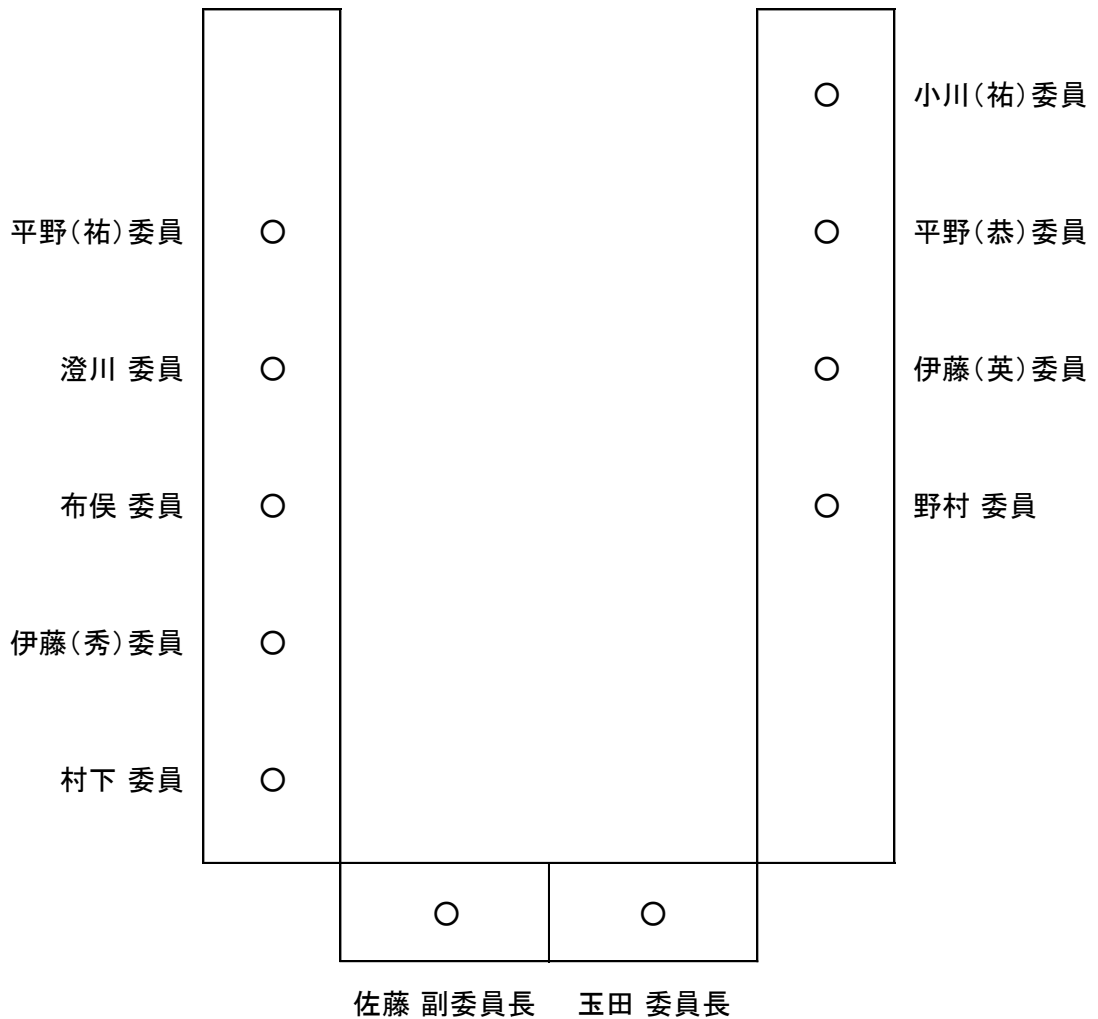 小川(祐)委員
平野(祐)委員 ○ ○ 平野(恭)委員
澄川 委員 ○ ○ 伊藤(英)委員
布俣 委員 ○ ○ 野村 委員
伊藤(秀)委員
村下 委員
佐藤 副委員長 玉田 委員長